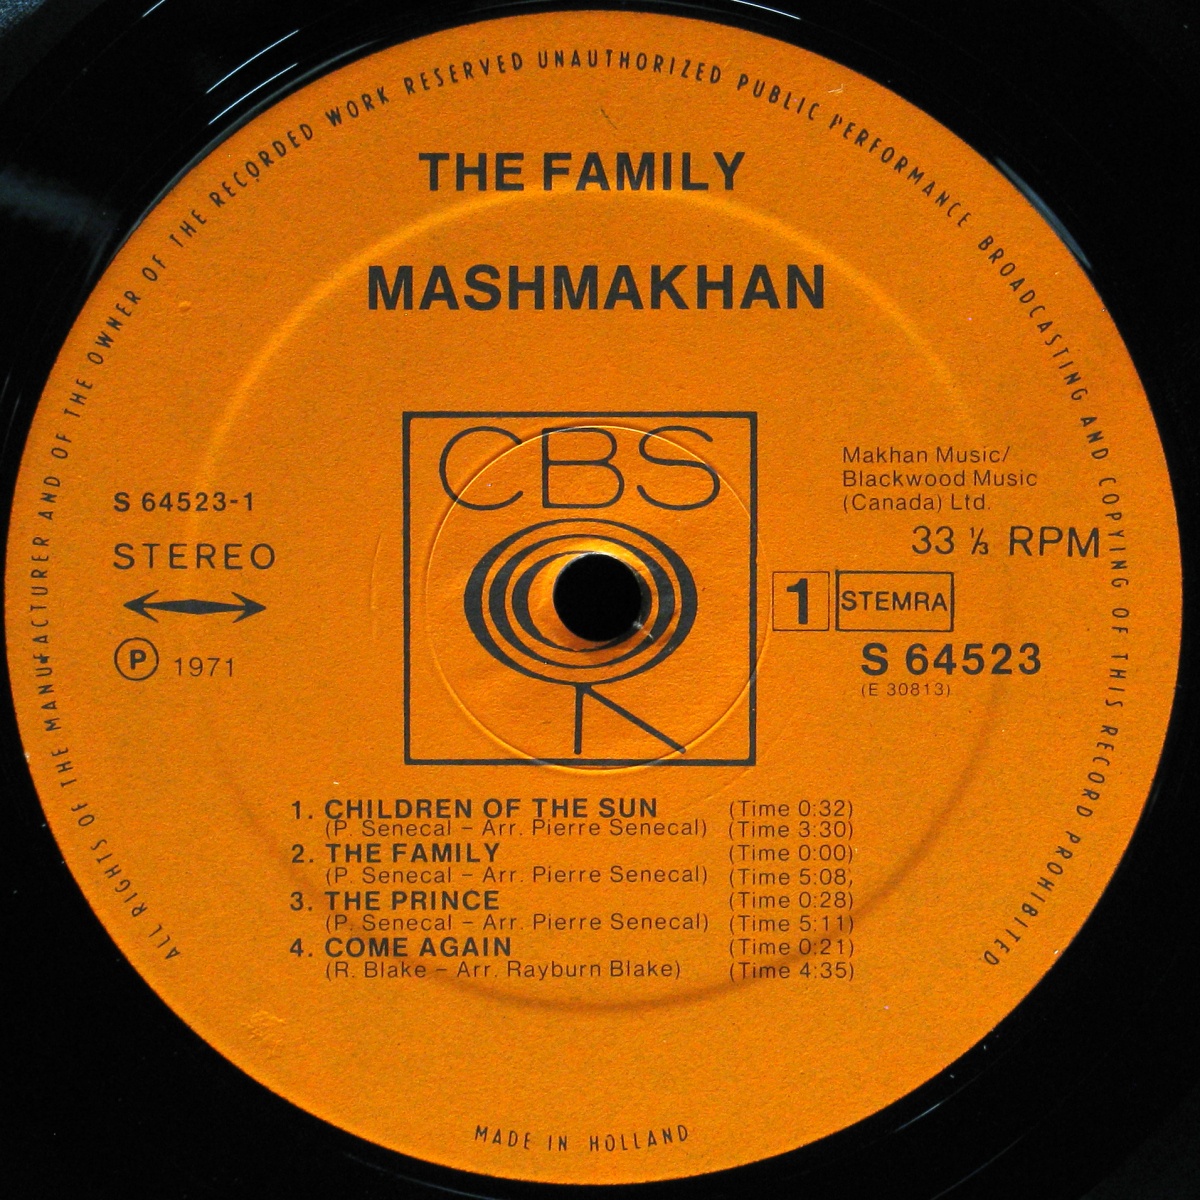 ALL RIGHTS OF THE MANUFACTURER AND OF THE OWNER OF THE RECORDED WORK RESERVED UNAUTHORIZED PUBLIC PERFORMANCE BROADCASTING AND COPYING OF THIS RECORD PROHIBITED
THE FAMILY
MASHMAKHAN
CBS
Makhan Music/
Blackwood Music
(Canada) Ltd.
S 64523-1
STEREO
33 ⅓ RPM
1 STEMRA
Ⓟ 1971
S 64523
(E 30813)
1. CHILDREN OF THE SUN (Time 0:32)
(P. Senecal – Arr. Pierre Senecal) (Time 3:30)
2. THE FAMILY (Time 0:00)
(P. Senecal – Arr. Pierre Senecal) (Time 5:08,
3. THE PRINCE (Time 0:28)
(P. Senecal – Arr. Pierre Senecal) (Time 5:11)
4. COME AGAIN (Time 0:21)
(R. Blake – Arr. Rayburn Blake) (Time 4:35)
MADE IN HOLLAND